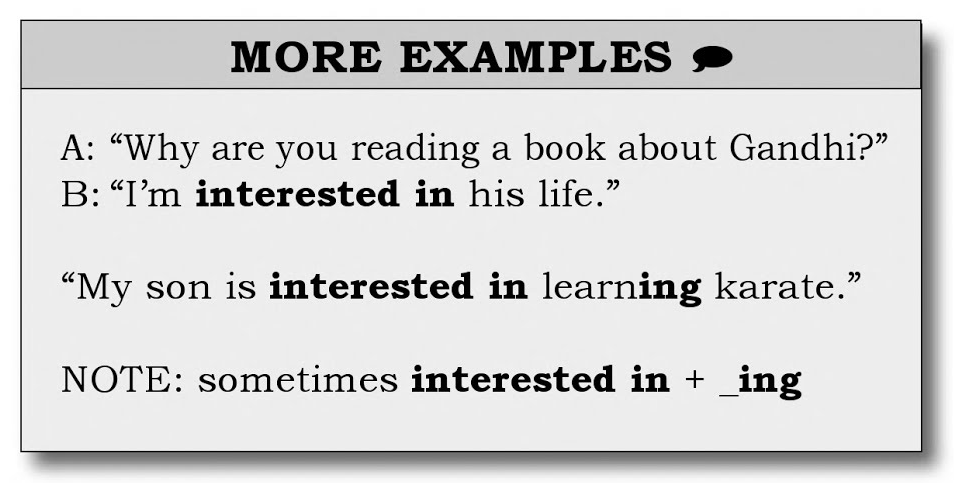 MORE EXAMPLES
A: “Why are you reading a book about Gandhi?”
B: “I’m interested in his life.”
“My son is interested in learning karate.”
NOTE: sometimes interested in + _ing